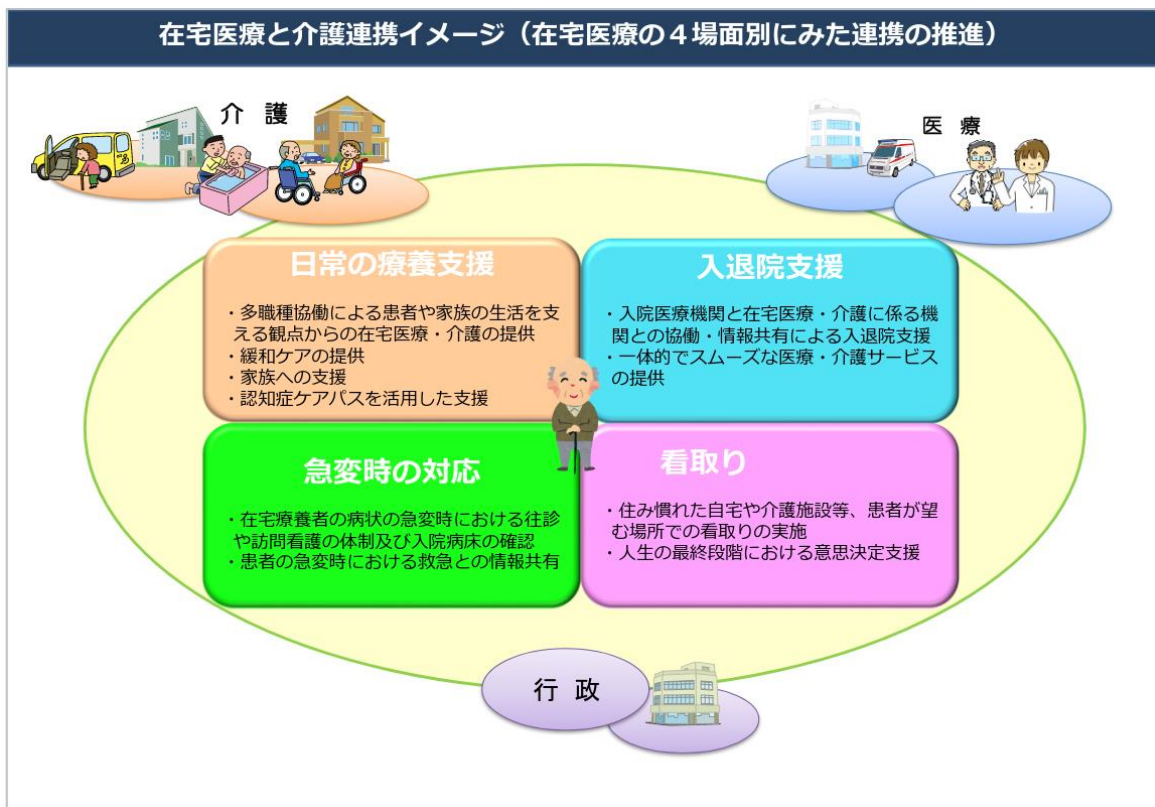 在宅医療と介護連携イメージ（在宅医療の４場面別にみた連携の推進）
介 護
医 療
日常の療養支援
・多職種協働による患者や家族の生活を支
える観点からの在宅医療・介護の提供
・緩和ケアの提供
・家族への支援
・認知症ケアパスを活用した支援
入退院支援
・入院医療機関と在宅医療・介護に係る機
関との協働・情報共有による入退院支援
・一体的でスムーズな医療・介護サービス
の提供
急変時の対応
・在宅療養者の病状の急変時における往診
や訪問看護の体制及び入院病床の確認
・患者の急変時における救急との情報共有
看取り
・住み慣れた自宅や介護施設等、患者が望
む場所での看取りの実施
・人生の最終段階における意思決定支援
行 政